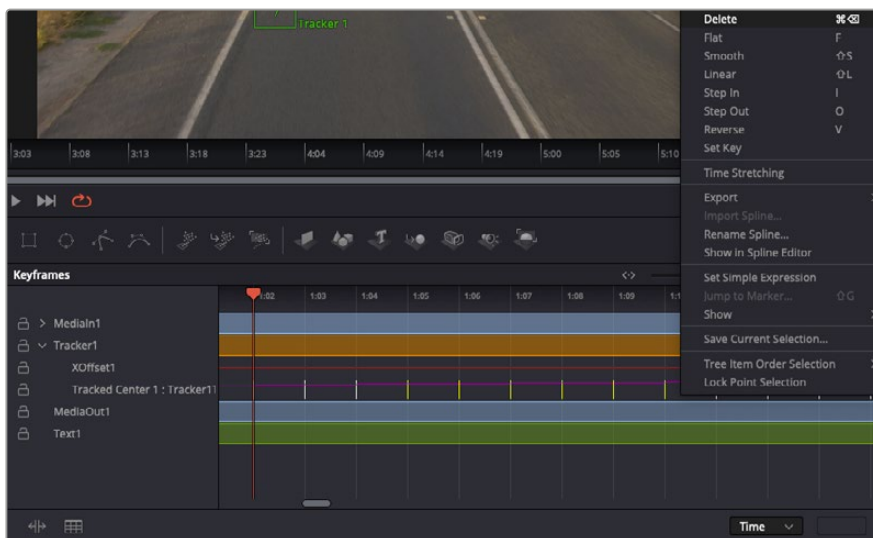 Tracker 1
Delete ⌘⌫
Flat F
Smooth ⇧S
Linear ⇧L
Step In I
Step Out O
Reverse V
Set Key
Time Stretching
Export >
Import Spline...
Rename Spline...
Show in Spline Editor
Set Simple Expression
Jump to Marker... ⇧G
Show >
Save Current Selection...
Tree Item Order Selection >
Lock Point Selection
3:03 3:08 3:13 3:18 3:23 4:04 4:09 4:14 4:19 5:00 5:05 5:10
Keyframes
1:02 1:03 1:04 1:05 1:06 1:07 1:08 1:09 1:1
MediaIn1
Tracker1
XOffset1
Tracked Center 1 : Tracker11
MediaOut1
Text1
Time